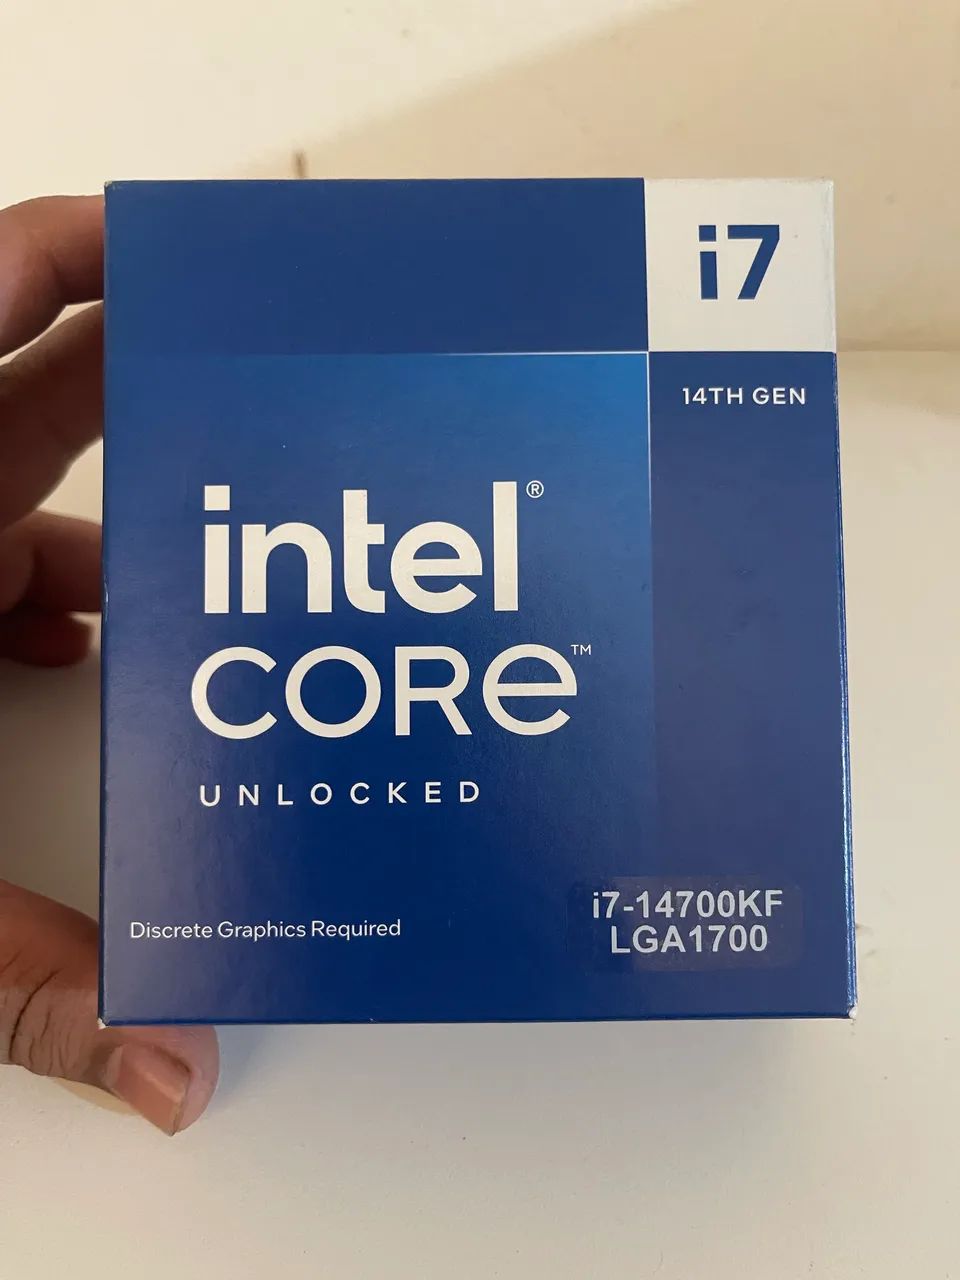 i7
14TH GEN
intel®
CORE™
UNLOCKED
Discrete Graphics Required
i7-14700KF
LGA1700